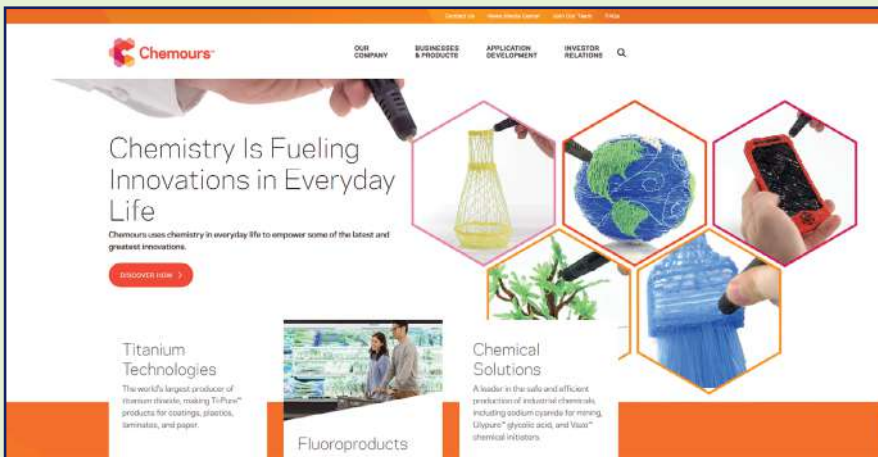 Contact Us News Media Center Join Our Team FAQs
Chemours™
OUR COMPANY
BUSINESSES & PRODUCTS
APPLICATION DEVELOPMENT
INVESTOR RELATIONS
Chemistry Is Fueling
Innovations in Everyday
Life
Chemours uses chemistry in everyday life to empower some of the latest and
greatest innovations.
DISCOVER HOW
Titanium
Technologies
The world's largest producer of
titanium dioxide, making Ti-Pure™
products for coatings, plastics,
laminates, and paper.
Fluoroproducts
Chemical
Solutions
A leader in the safe and efficient
production of industrial chemicals,
including sodium cyanide for mining,
Glypure™ glycolic acid, and Vazo™
chemical initiators.